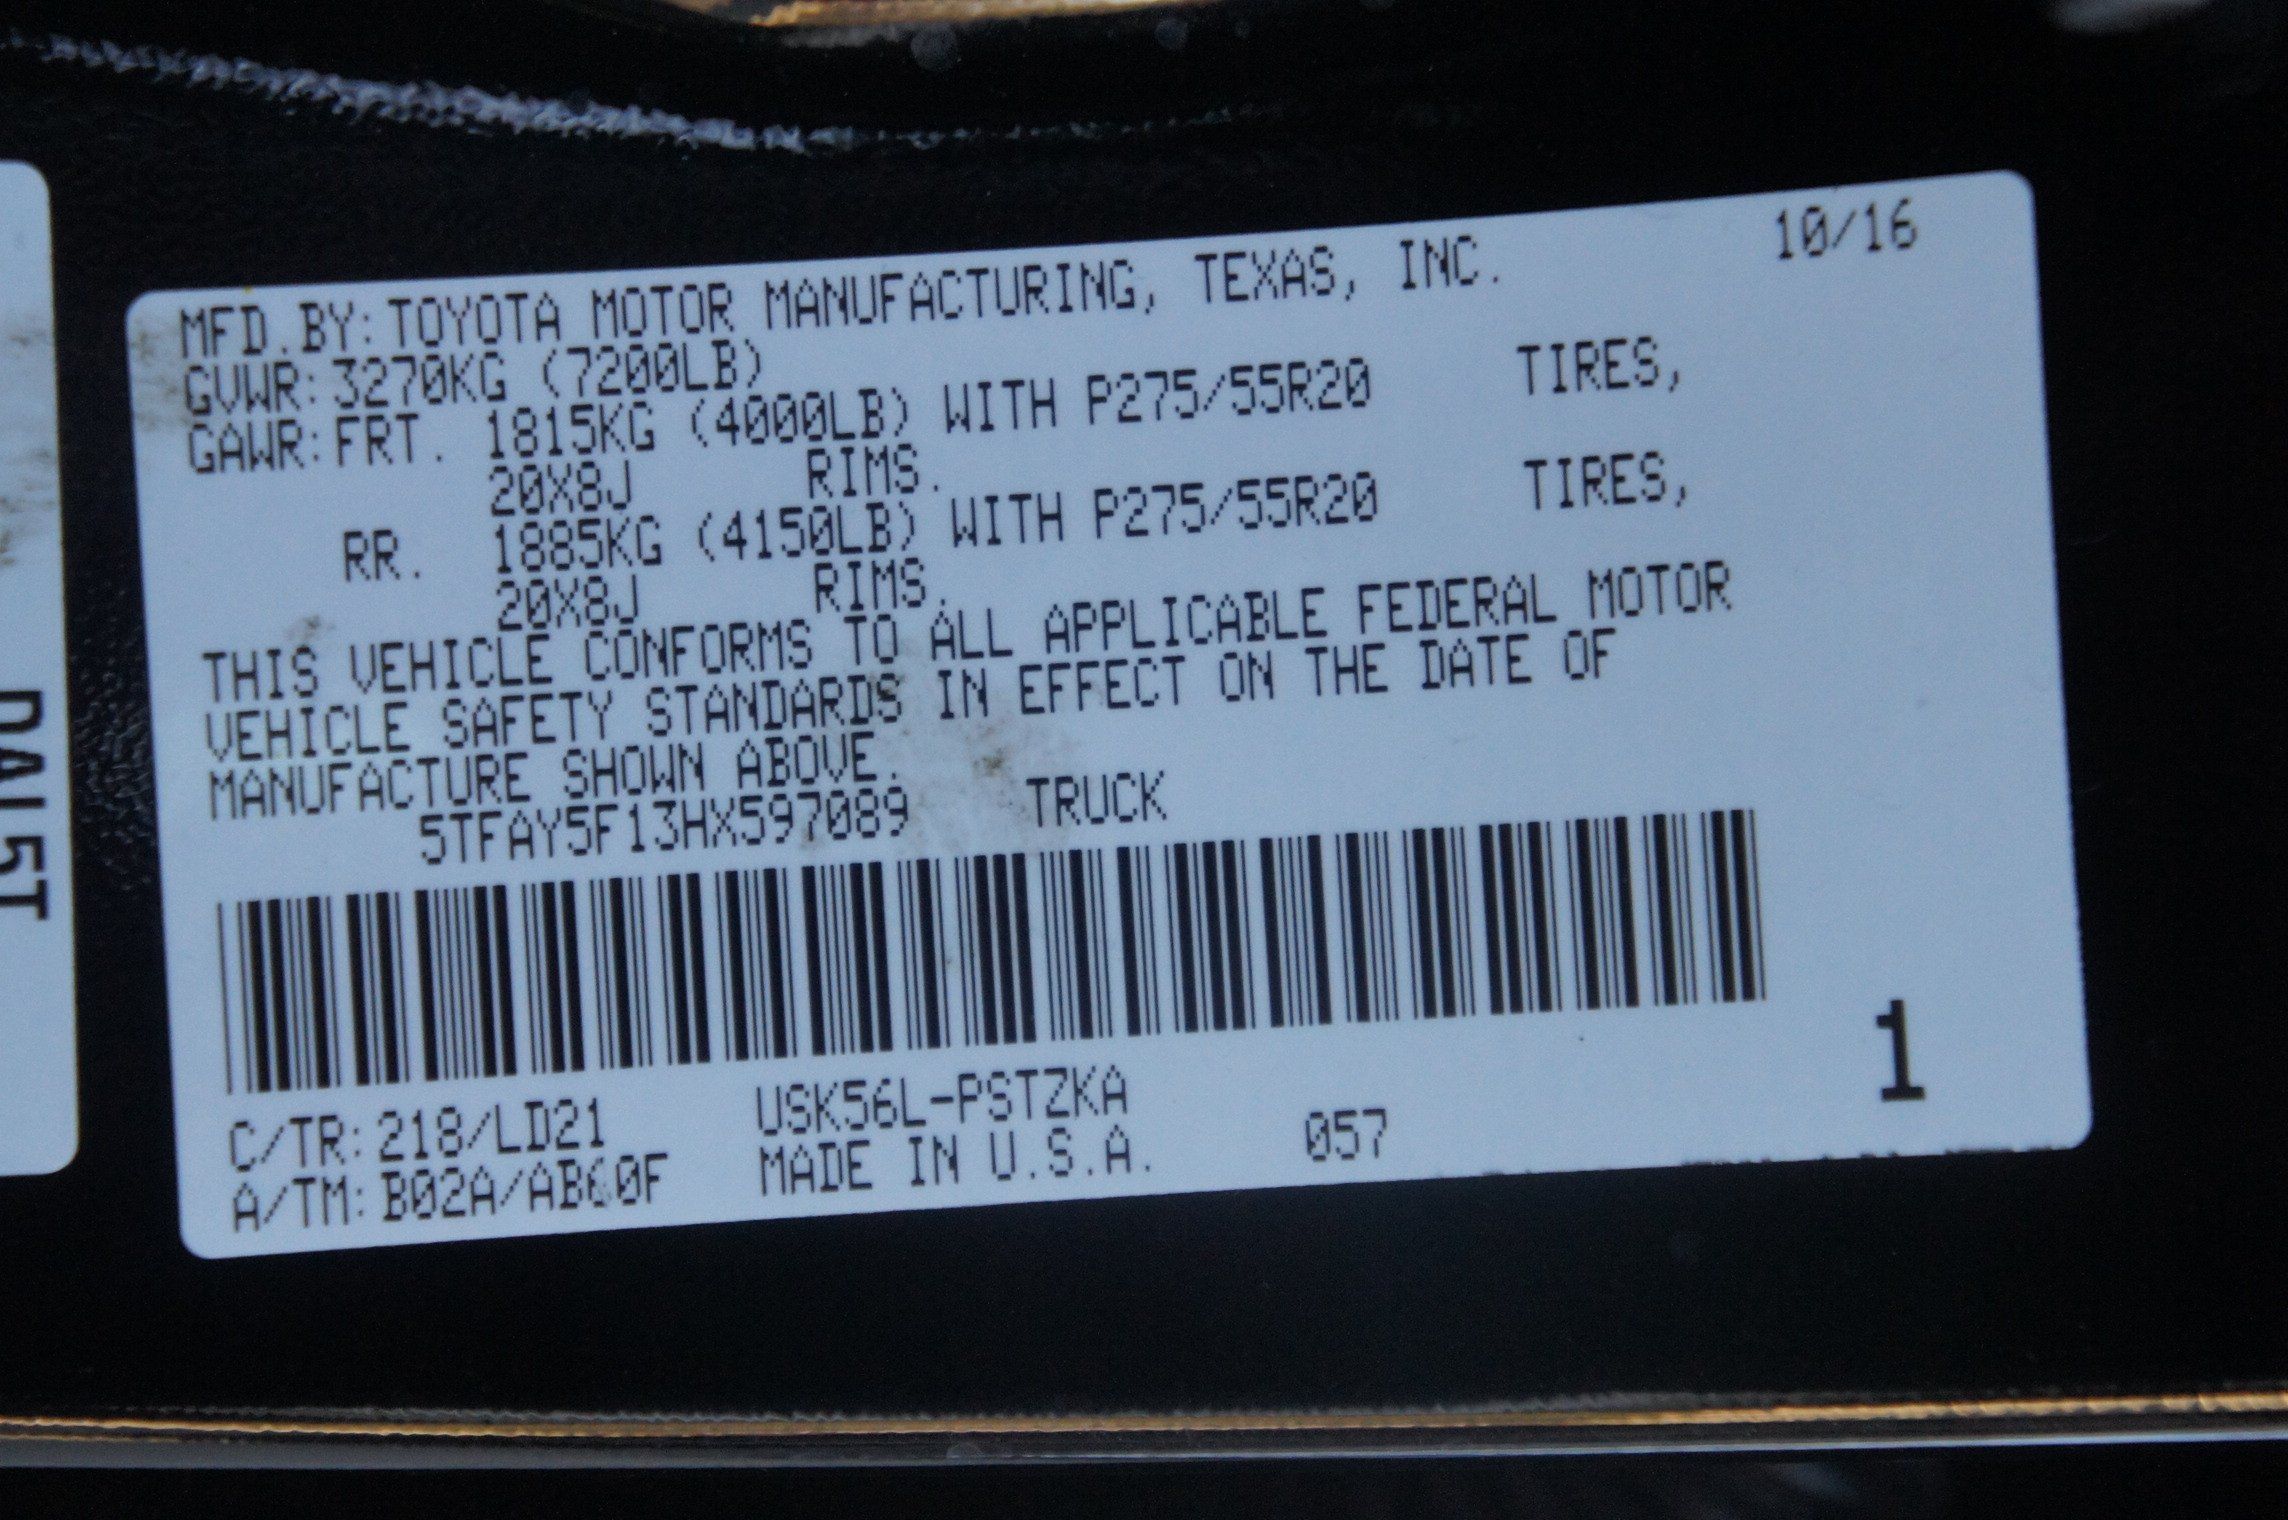 MFD.BY:TOYOTA MOTOR MANUFACTURING, TEXAS, INC. 10/16
GVWR:3270KG (7200LB)
GAWR:FRT. 1815KG (4000LB) WITH P275/55R20 TIRES,
20X8J RIMS.
RR. 1885KG (4150LB) WITH P275/55R20 TIRES,
20X8J RIMS.
THIS VEHICLE CONFORMS TO ALL APPLICABLE FEDERAL MOTOR
VEHICLE SAFETY STANDARDS IN EFFECT ON THE DATE OF
MANUFACTURE SHOWN ABOVE.
5TFAY5F13HX597089 TRUCK
C/TR:218/LD21 USK56L-PSTZKA
A/TM:B02A/AB60F MADE IN U.S.A. 057
1